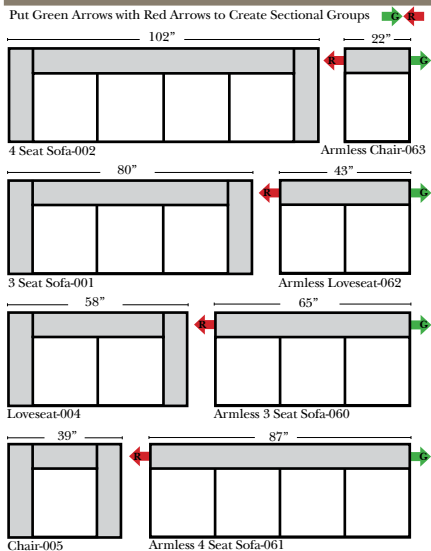 Put Green Arrows with Red Arrows to Create Sectional Groups G R
102” 22”
R G
4 Seat Sofa-002 Armless Chair-063
80” 43”
R G
3 Seat Sofa-001 Armless Loveseat-062
58” 65”
R G
Loveseat-004 Armless 3 Seat Sofa-060
39” 87”
R G
Chair-005 Armless 4 Seat Sofa-061